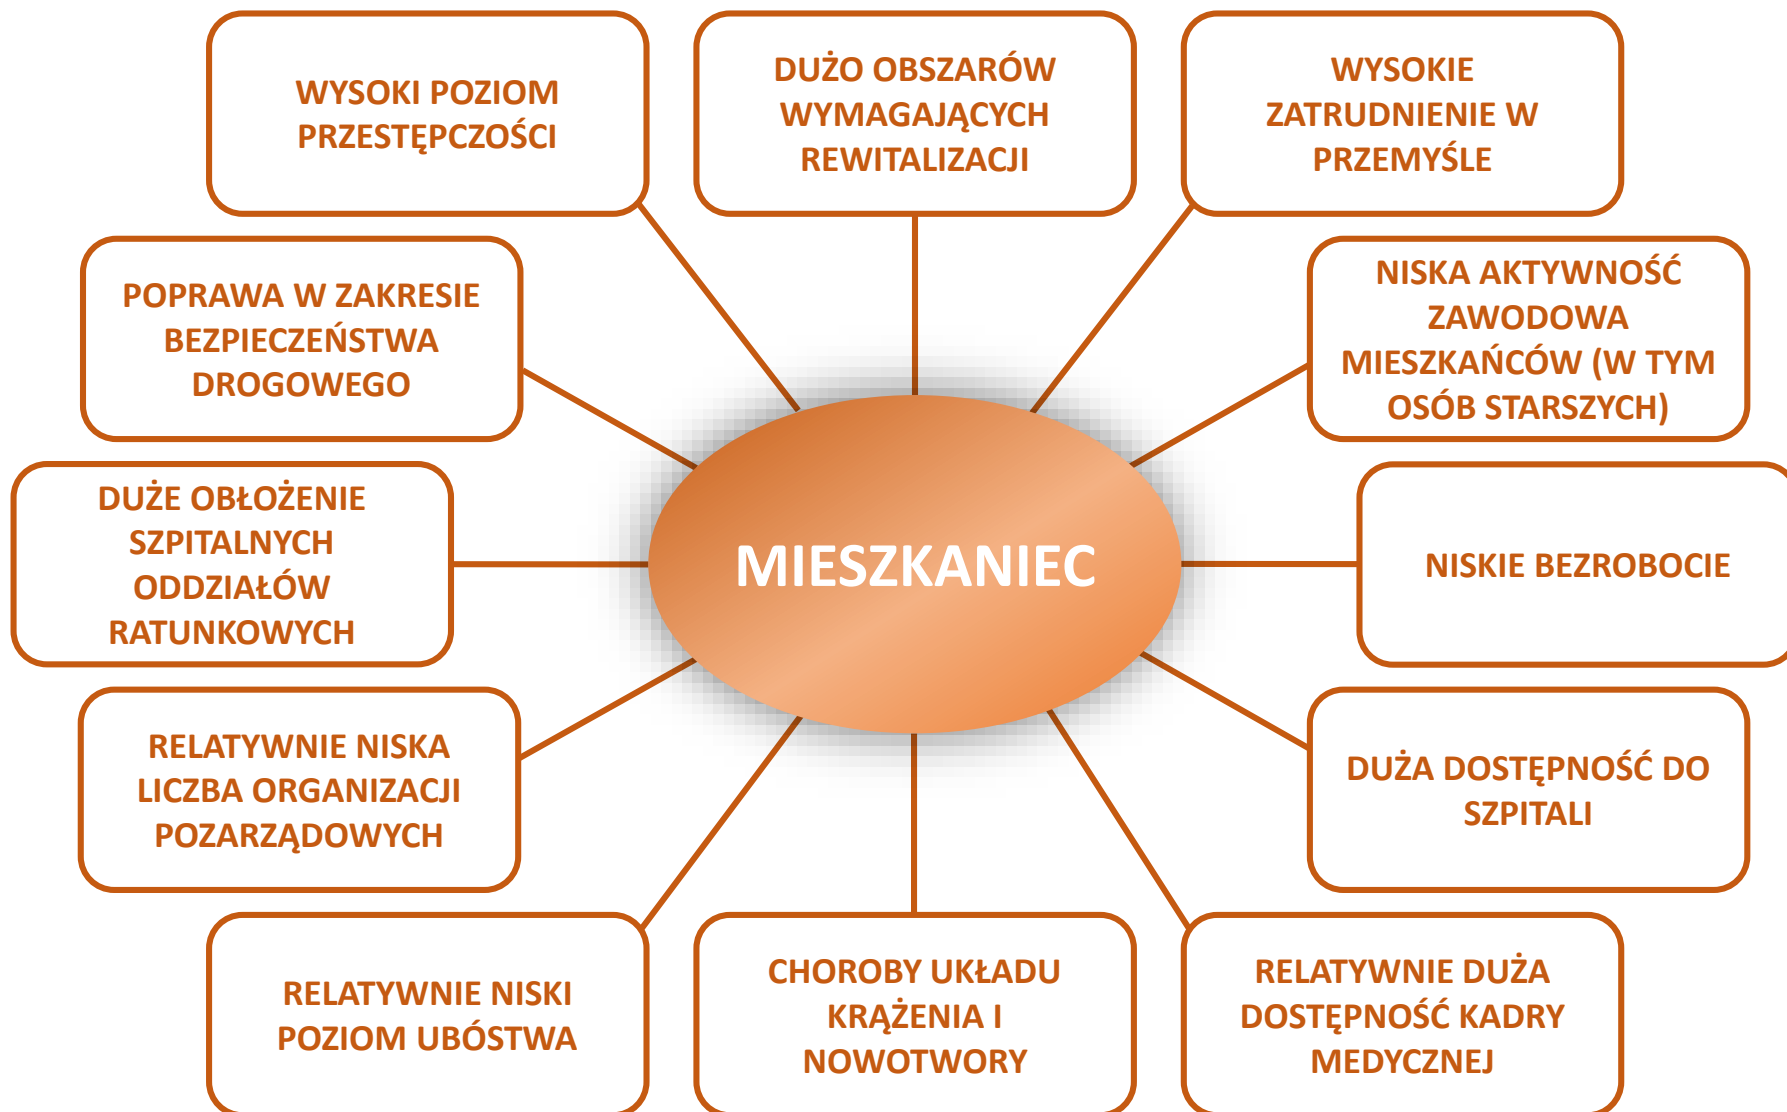 WYSOKI POZIOM
PRZESTĘPCZOŚCI
DUŻO OBSZARÓW
WYMAGAJĄCYCH
REWITALIZACJI
WYSOKIE
ZATRUDNIENIE W
PRZEMYŚLE
POPRAWA W ZAKRESIE
BEZPIECZEŃSTWA
DROGOWEGO
NISKA AKTYWNOŚĆ
ZAWODOWA
MIESZKAŃCÓW (W TYM
OSÓB STARSZYCH)
DUŻE OBŁOŻENIE
SZPITALNYCH
ODDZIAŁÓW
RATUNKOWYCH
MIESZKANIEC
NISKIE BEZROBOCIE
RELATYWNIE NISKA
LICZBA ORGANIZACJI
POZARZĄDOWYCH
DUŻA DOSTĘPNOŚĆ DO
SZPITALI
RELATYWNIE NISKI
POZIOM UBÓSTWA
CHOROBY UKŁADU
KRĄŻENIA I
NOWOTWORY
RELATYWNIE DUŻA
DOSTĘPNOŚĆ KADRY
MEDYCZNEJ